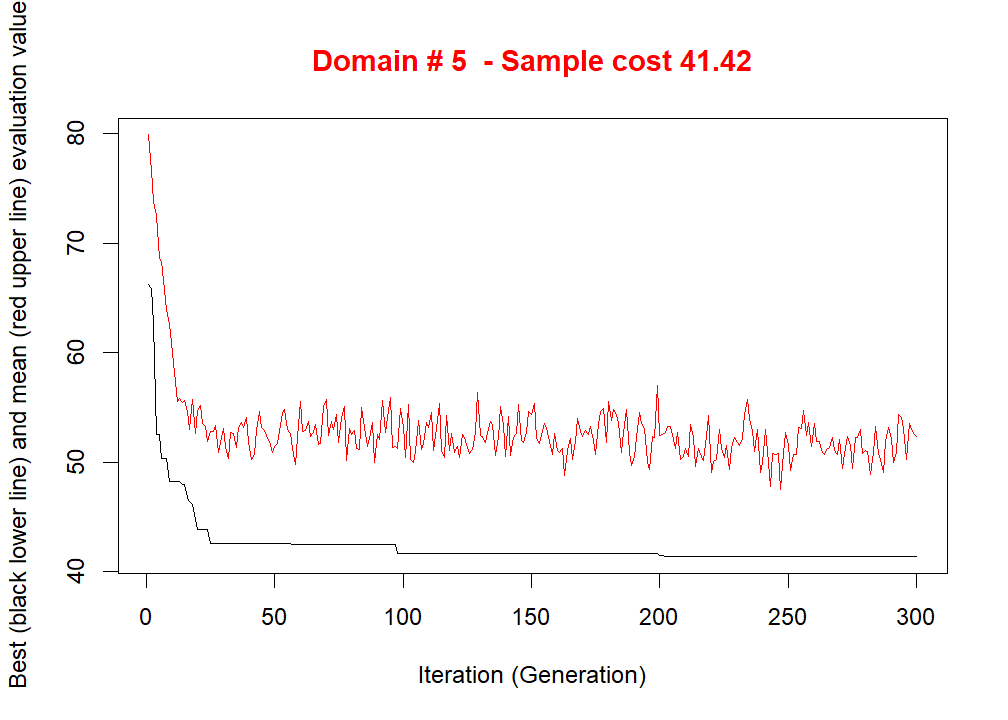 Domain # 5  - Sample cost 41.42
Best (black lower line) and mean (red upper line) evaluation value
80
70
60
50
40
0 50 100 150 200 250 300
Iteration (Generation)